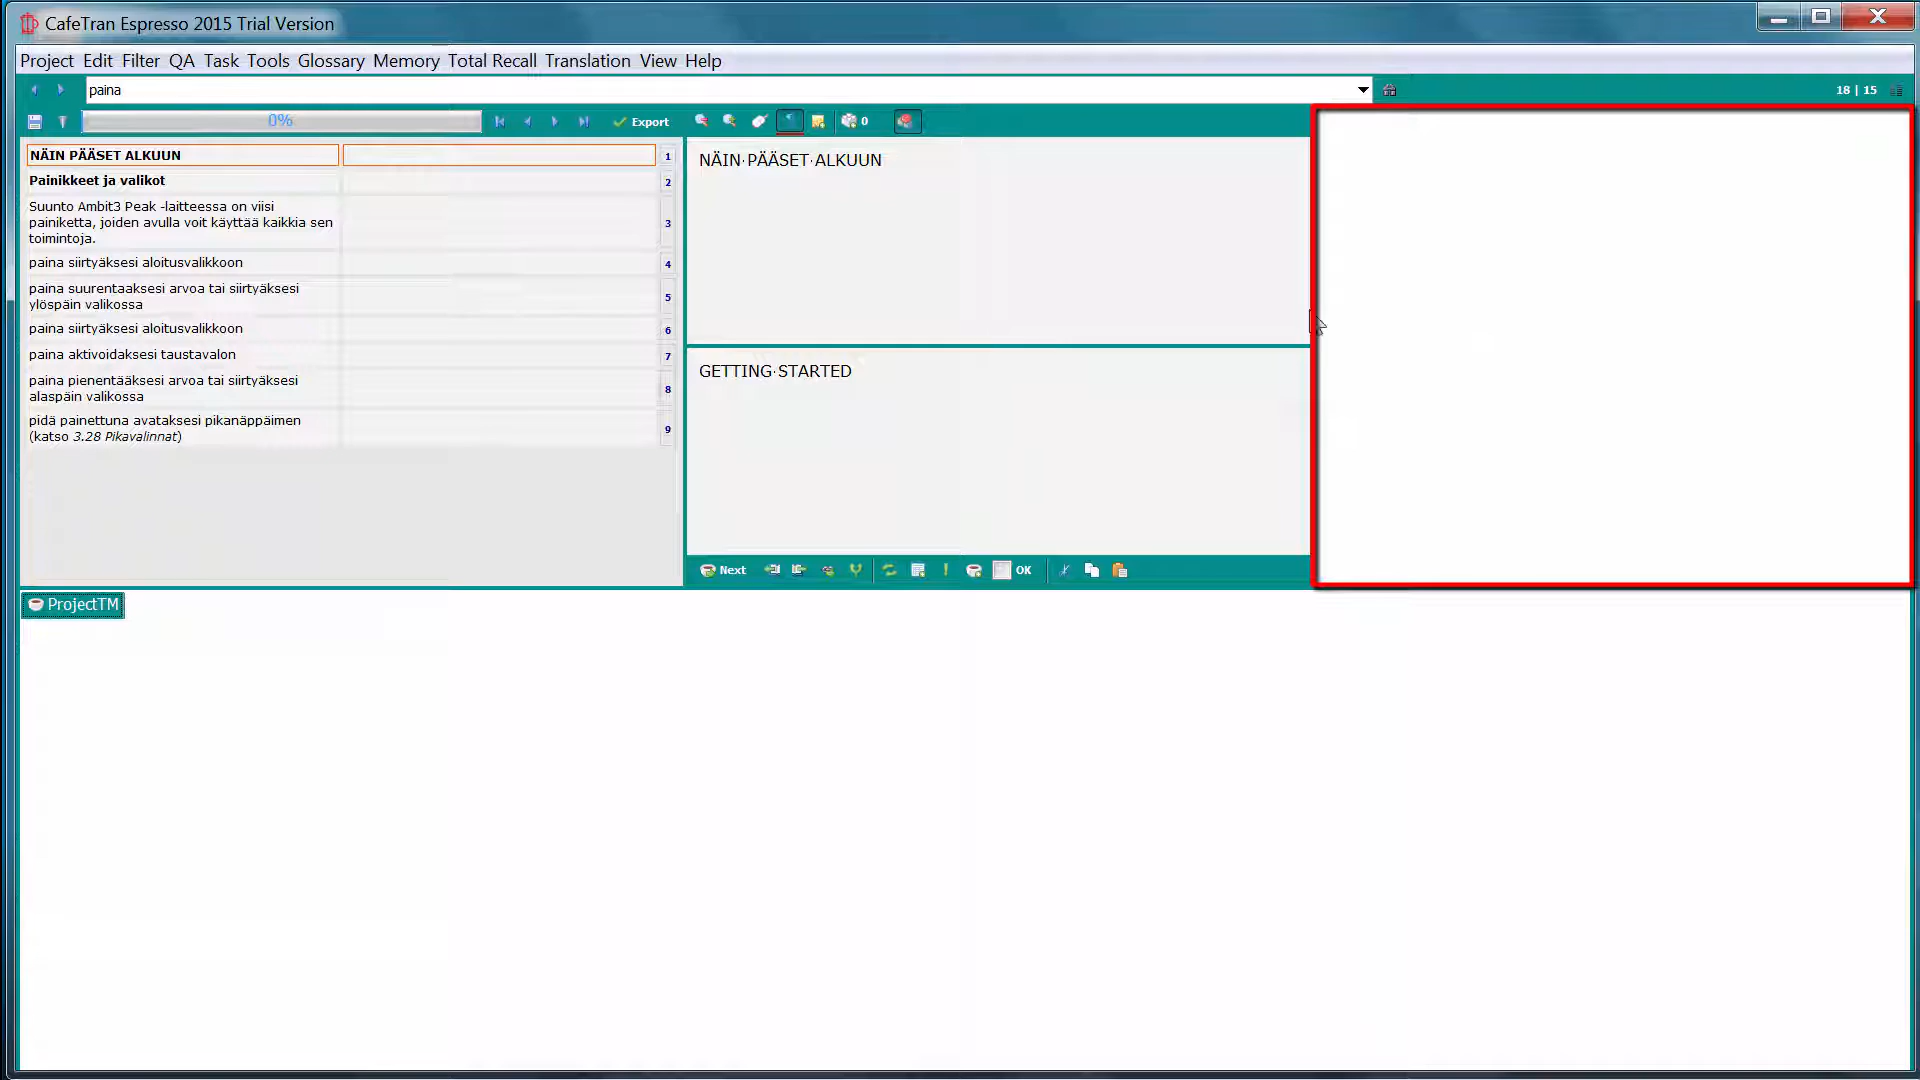 CafeTran Espresso 2015 Trial Version
Project Edit Filter QA Task Tools Glossary Memory Total Recall Translation View Help
paina
18 | 15
0%
Export
0
NÄIN PÄÄSET ALKUUN
1
Painikkeet ja valikot
2
Suunto Ambit3 Peak -laitteessa on viisi
painiketta, joiden avulla voit käyttää kaikkia sen
toimintoja.
3
paina siirtyäksesi aloitusvalikkoon
4
paina suurentaaksesi arvoa tai siirtyäksesi
ylöspäin valikossa
5
paina siirtyäksesi aloitusvalikkoon
6
paina aktivoidaksesi taustavalon
7
paina pienentääksesi arvoa tai siirtyäksesi
alaspäin valikossa
8
pidä painettuna avataksesi pikanäppäimen
(katso 3.28 Pikavalinnat)
9
NÄIN·PÄÄSET·ALKUUN
GETTING·STARTED
Next
OK
ProjectTM